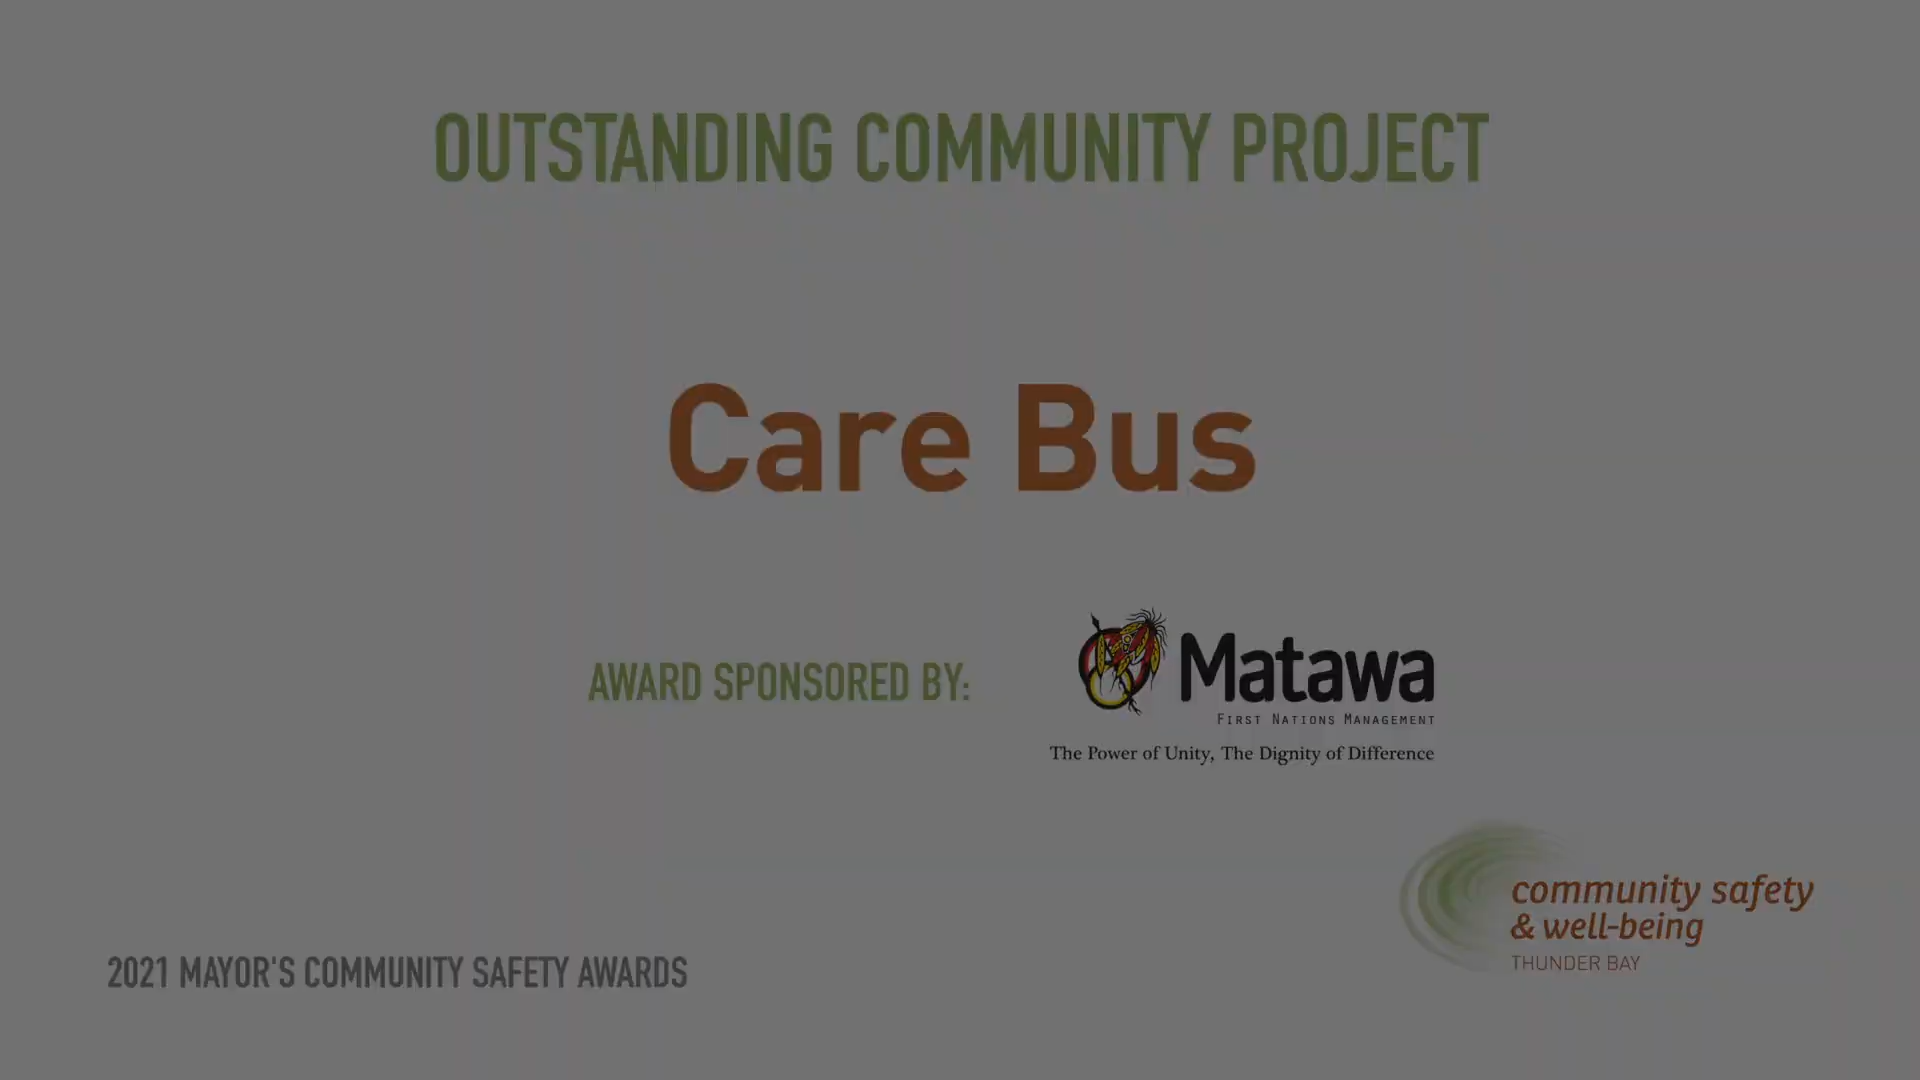 OUTSTANDING COMMUNITY PROJECT
Care Bus
AWARD SPONSORED BY:
Matawa
FIRST NATIONS MANAGEMENT
The Power of Unity, The Dignity of Difference
community safety
& well-being
THUNDER BAY
2021 MAYOR'S COMMUNITY SAFETY AWARDS